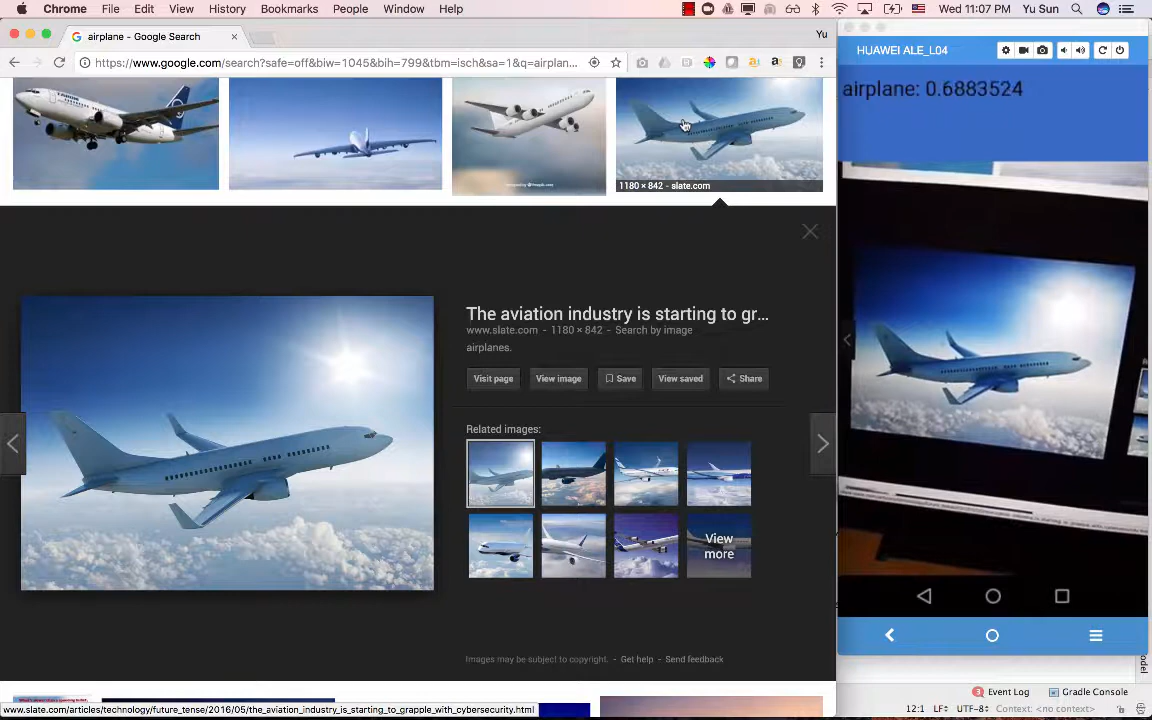 Chrome File Edit View History Bookmarks People Window Help
Wed 11:07 PM Yu Sun
airplane - Google Search
Yu
https://www.google.com/search?safe=off&biw=1045&bih=799&tbm=isch&sa=1&q=airplan...
HUAWEI ALE_L04
airplane: 0.6883524
1180 × 842 - slate.com
The aviation industry is starting to gr...
www.slate.com - 1180 × 842 - Search by image
airplanes.
Visit page View image Save View saved Share
Related images:
View more
Images may be subject to copyright. - Get help - Send feedback
www.slate.com/articles/technology/future_tense/2016/05/the_aviation_industry_is_starting_to_grapple_with_cybersecurity.html
3 Event Log Gradle Console
12:1 LF UTF-8 Context: <no context>